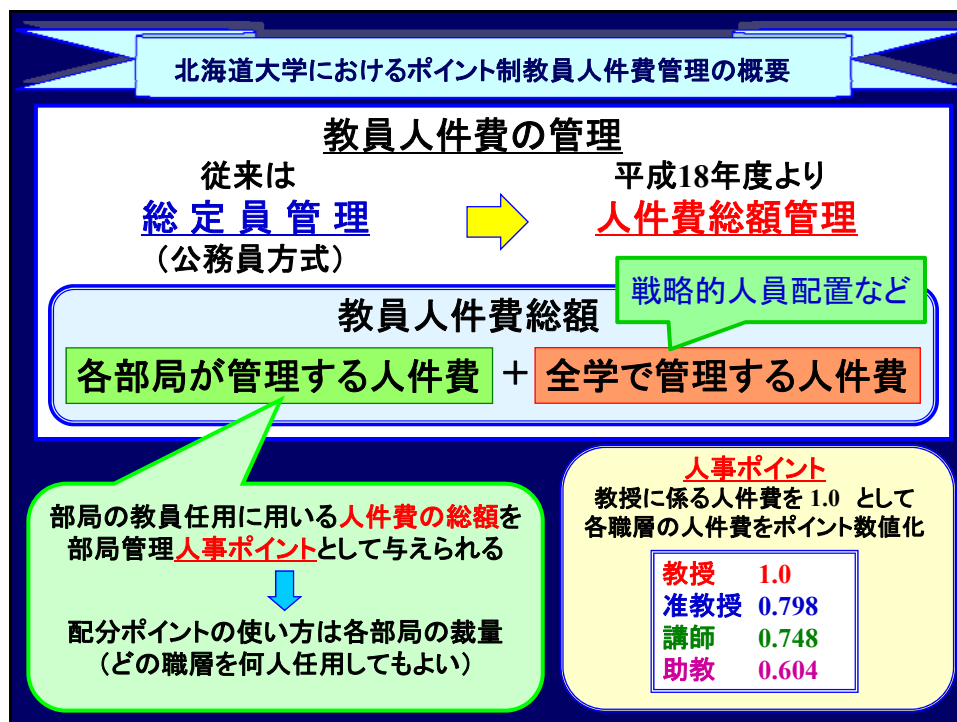 北海道大学におけるポイント制教員人件費管理の概要
教員人件費の管理
従来は
総定員管理
（公務員方式）
平成18年度より
人件費総額管理
戦略的人員配置など
教員人件費総額
各部局が管理する人件費 + 全学で管理する人件費
部局の教員任用に用いる人件費の総額を
部局管理人事ポイントとして与えられる
配分ポイントの使い方は各部局の裁量
（どの職層を何人任用してもよい）
人事ポイント
教授に係る人件費を 1.0 として
各職層の人件費をポイント数値化
教授 1.0
准教授 0.798
講師 0.748
助教 0.604